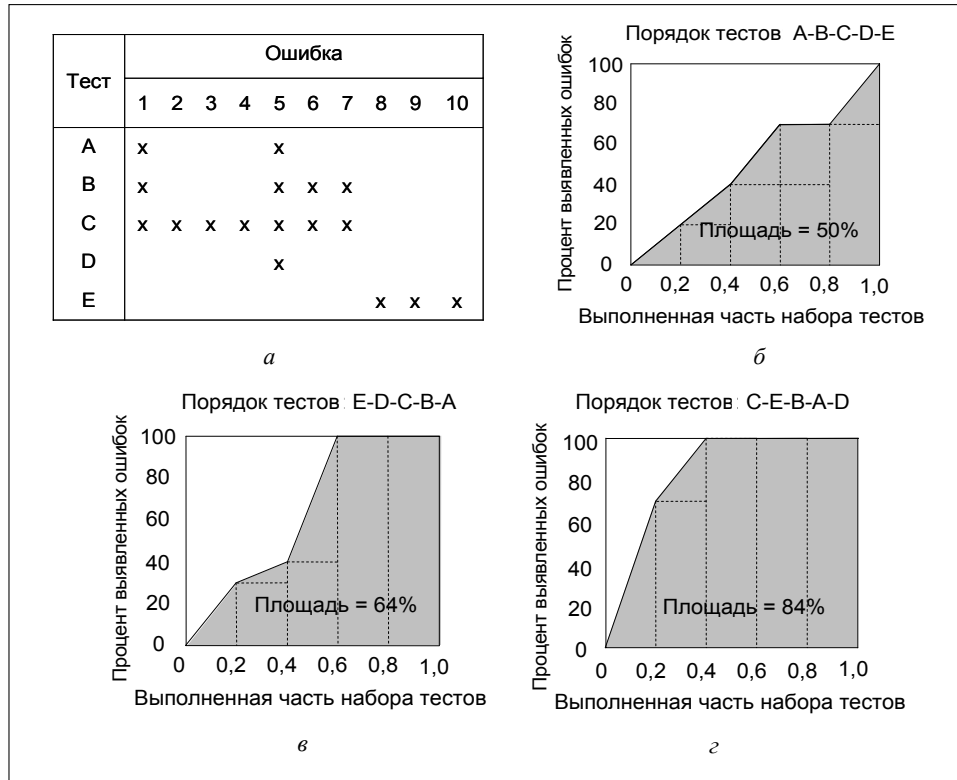 Ошибка
Тест
1 2 3 4 5 6 7 8 9 10
A x x
B x x x x
C x x x x x x x
D x
E x x x
а
Порядок тестов A-B-C-D-E
Процент выявленных ошибок
100
80
60
40
20
0
Площадь = 50%
0 0,2 0,4 0,6 0,8 1,0
Выполненная часть набора тестов
б
Порядок тестов: E-D-C-B-A
Процент выявленных ошибок
100
80
60
40
20
0
Площадь = 64%
0 0,2 0,4 0,6 0,8 1,0
Выполненная часть набора тестов
в
Порядок тестов: C-E-B-A-D
Процент выявленных ошибок
100
80
60
40
20
0
Площадь = 84%
0 0,2 0,4 0,6 0,8 1,0
Выполненная часть набора тестов
г